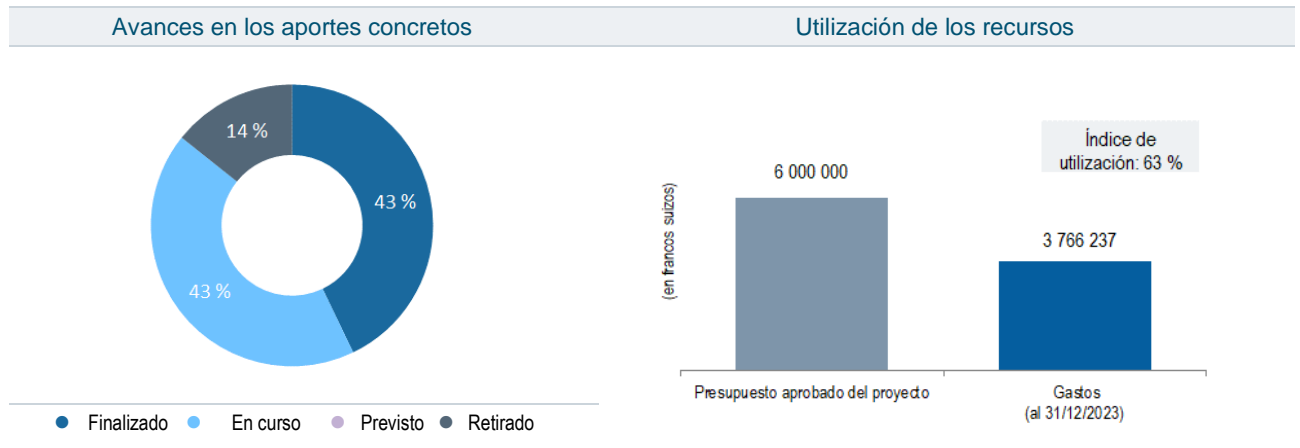 Avances en los aportes concretos
Utilización de los recursos
14 %
43 %
43 %
Finalizado
En curso
Previsto
Retirado
Índice de
utilización: 63 %
6 000 000
3 766 237
(en francos suizos)
Presupuesto aprobado del proyecto
Gastos
(al 31/12/2023)